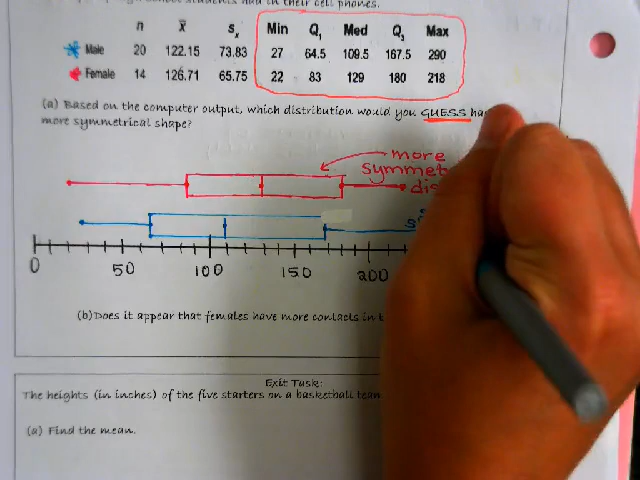 school students had in their cell phones.
n x̄ Sx Min Q1 Med Q3 Max
Male 20 122.15 73.83 27 64.5 109.5 167.5 290
Female 14 126.71 65.75 22 83 129 180 218
(a) Based on the computer output, which distribution would you GUESS ha
more symmetrical shape?
more
symmet
dis
0 50 100 150 200
(b) Does it appear that females have more contacts in t
Exit Task:
The heights (in inches) of the five starters on a basketball team
(a) Find the mean.